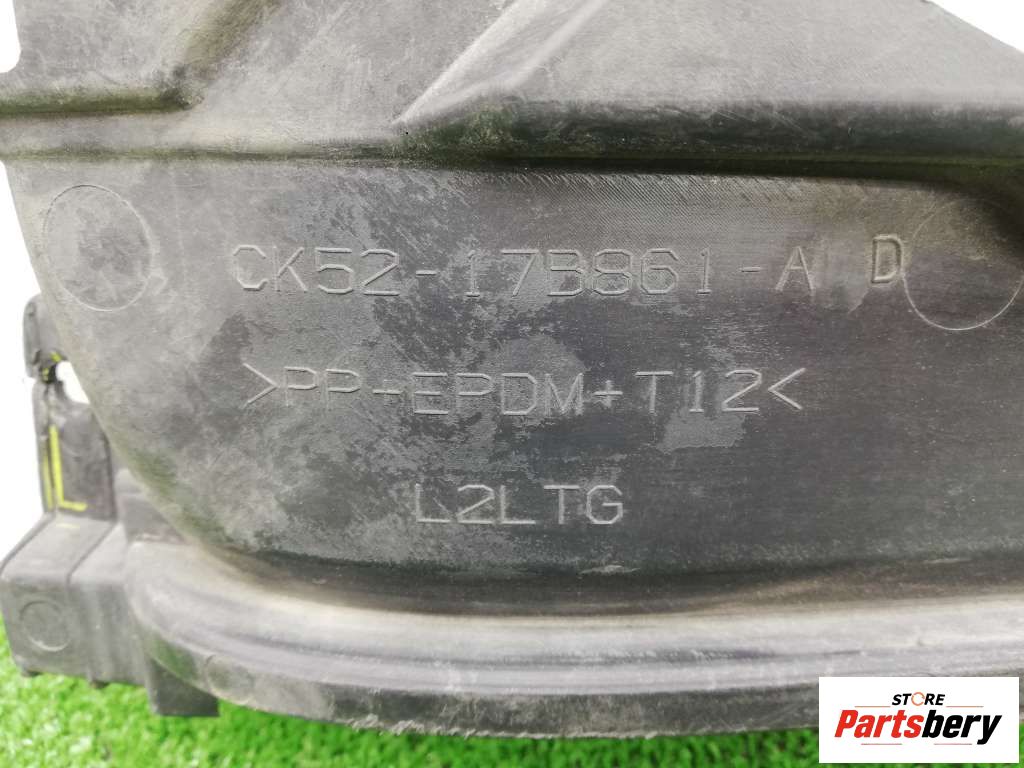 CK52-17B861-A D
>PP-EPDM+T12<
L2LTG
STORE
Partsbery